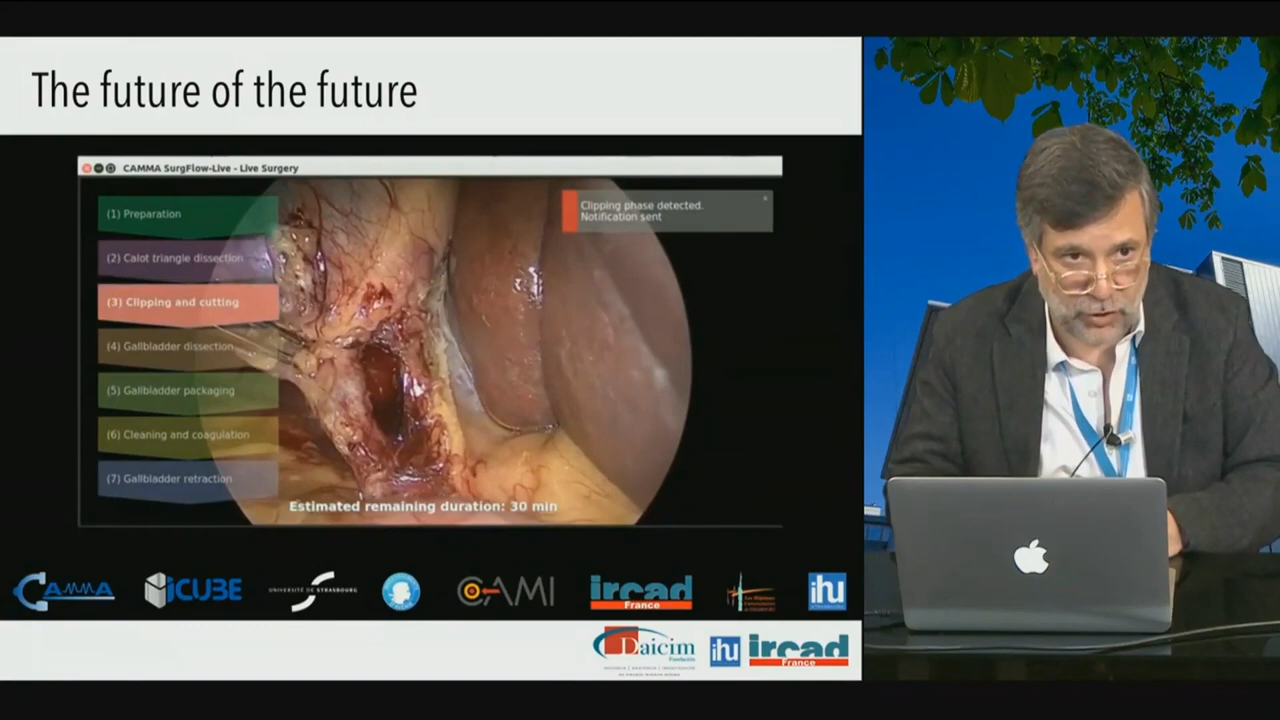 The future of the future
CAMMA SurgFlow-Live - Live Surgery
(1) Preparation
(2) Calot triangle dissection
(3) Clipping and cutting
(4) Gallbladder dissection
(5) Gallbladder packaging
(6) Cleaning and coagulation
(7) Gallbladder retraction
Clipping phase detected.
Notification sent
Estimated remaining duration: 30 min
CAMMA
iCUBE
UNIVERSITÉ DE STRASBOURG
CAMI
ircad
France
ihu
Daicim
Fundación
ihu
ircad
France